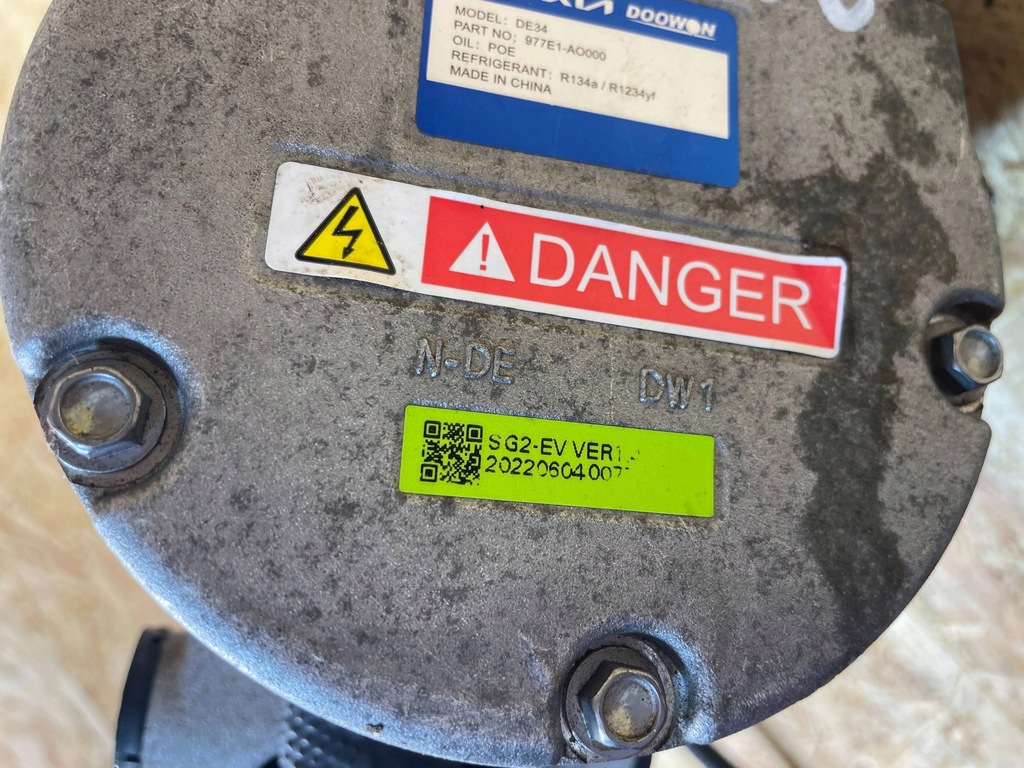 DOOWON
MODEL: DE34
PART NO: 977E1-AO000
OIL: POE
REFRIGERANT: R134a / R1234yf
MADE IN CHINA
DANGER
N-DE DW1
SG2-EV VER1
20220604007